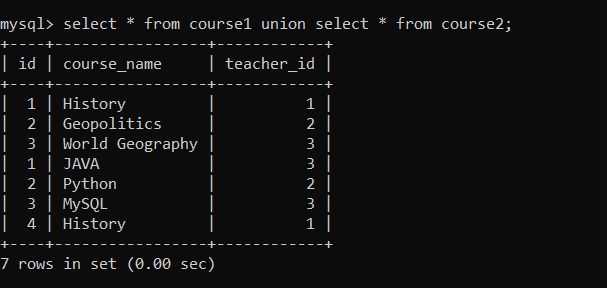 mysql> select * from course1 union select * from course2;
+----+-----------------+------------+
| id | course_name     | teacher_id |
+----+-----------------+------------+
|  1 | History         |          1 |
|  2 | Geopolitics     |          2 |
|  3 | World Geography |          3 |
|  1 | JAVA            |          3 |
|  2 | Python          |          2 |
|  3 | MySQL           |          3 |
|  4 | History         |          1 |
+----+-----------------+------------+
7 rows in set (0.00 sec)